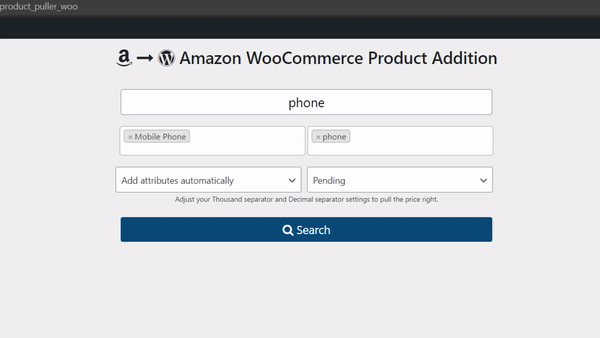 product_puller_woo
a → W Amazon WooCommerce Product Addition
phone
× Mobile Phone × phone
Add attributes automatically Pending
Adjust your Thousand separator and Decimal separator settings to pull the price right.
Search